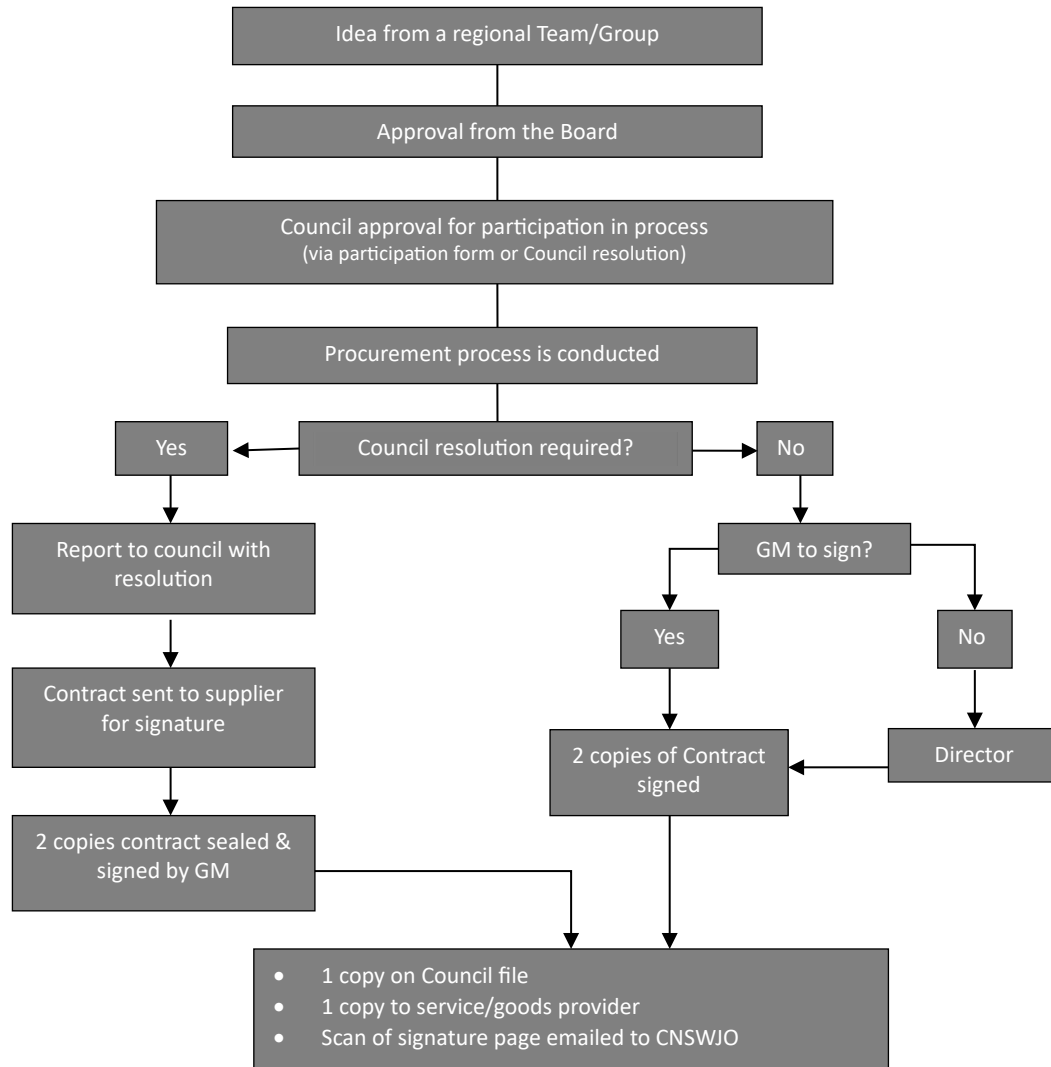 Idea from a regional Team/Group
Approval from the Board
Council approval for participation in process
(via participation form or Council resolution)
Procurement process is conducted
Yes
Council resolution required?
No
Report to council with
resolution
GM to sign?
Yes
No
Contract sent to supplier
for signature
2 copies of Contract
signed
Director
2 copies contract sealed &
signed by GM
• 1 copy on Council file
• 1 copy to service/goods provider
• Scan of signature page emailed to CNSWJO